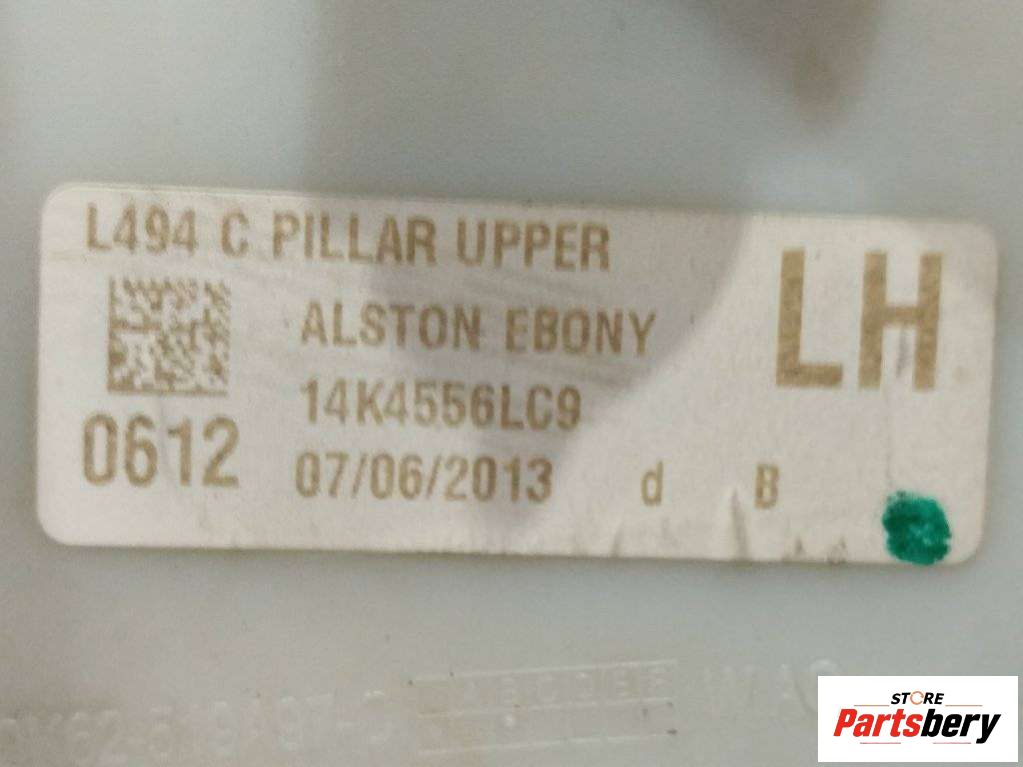 L494 C PILLAR UPPER
LH
ALSTON EBONY
14K4556LC9
0612
07/06/2013 d B
STORE
Partsbery